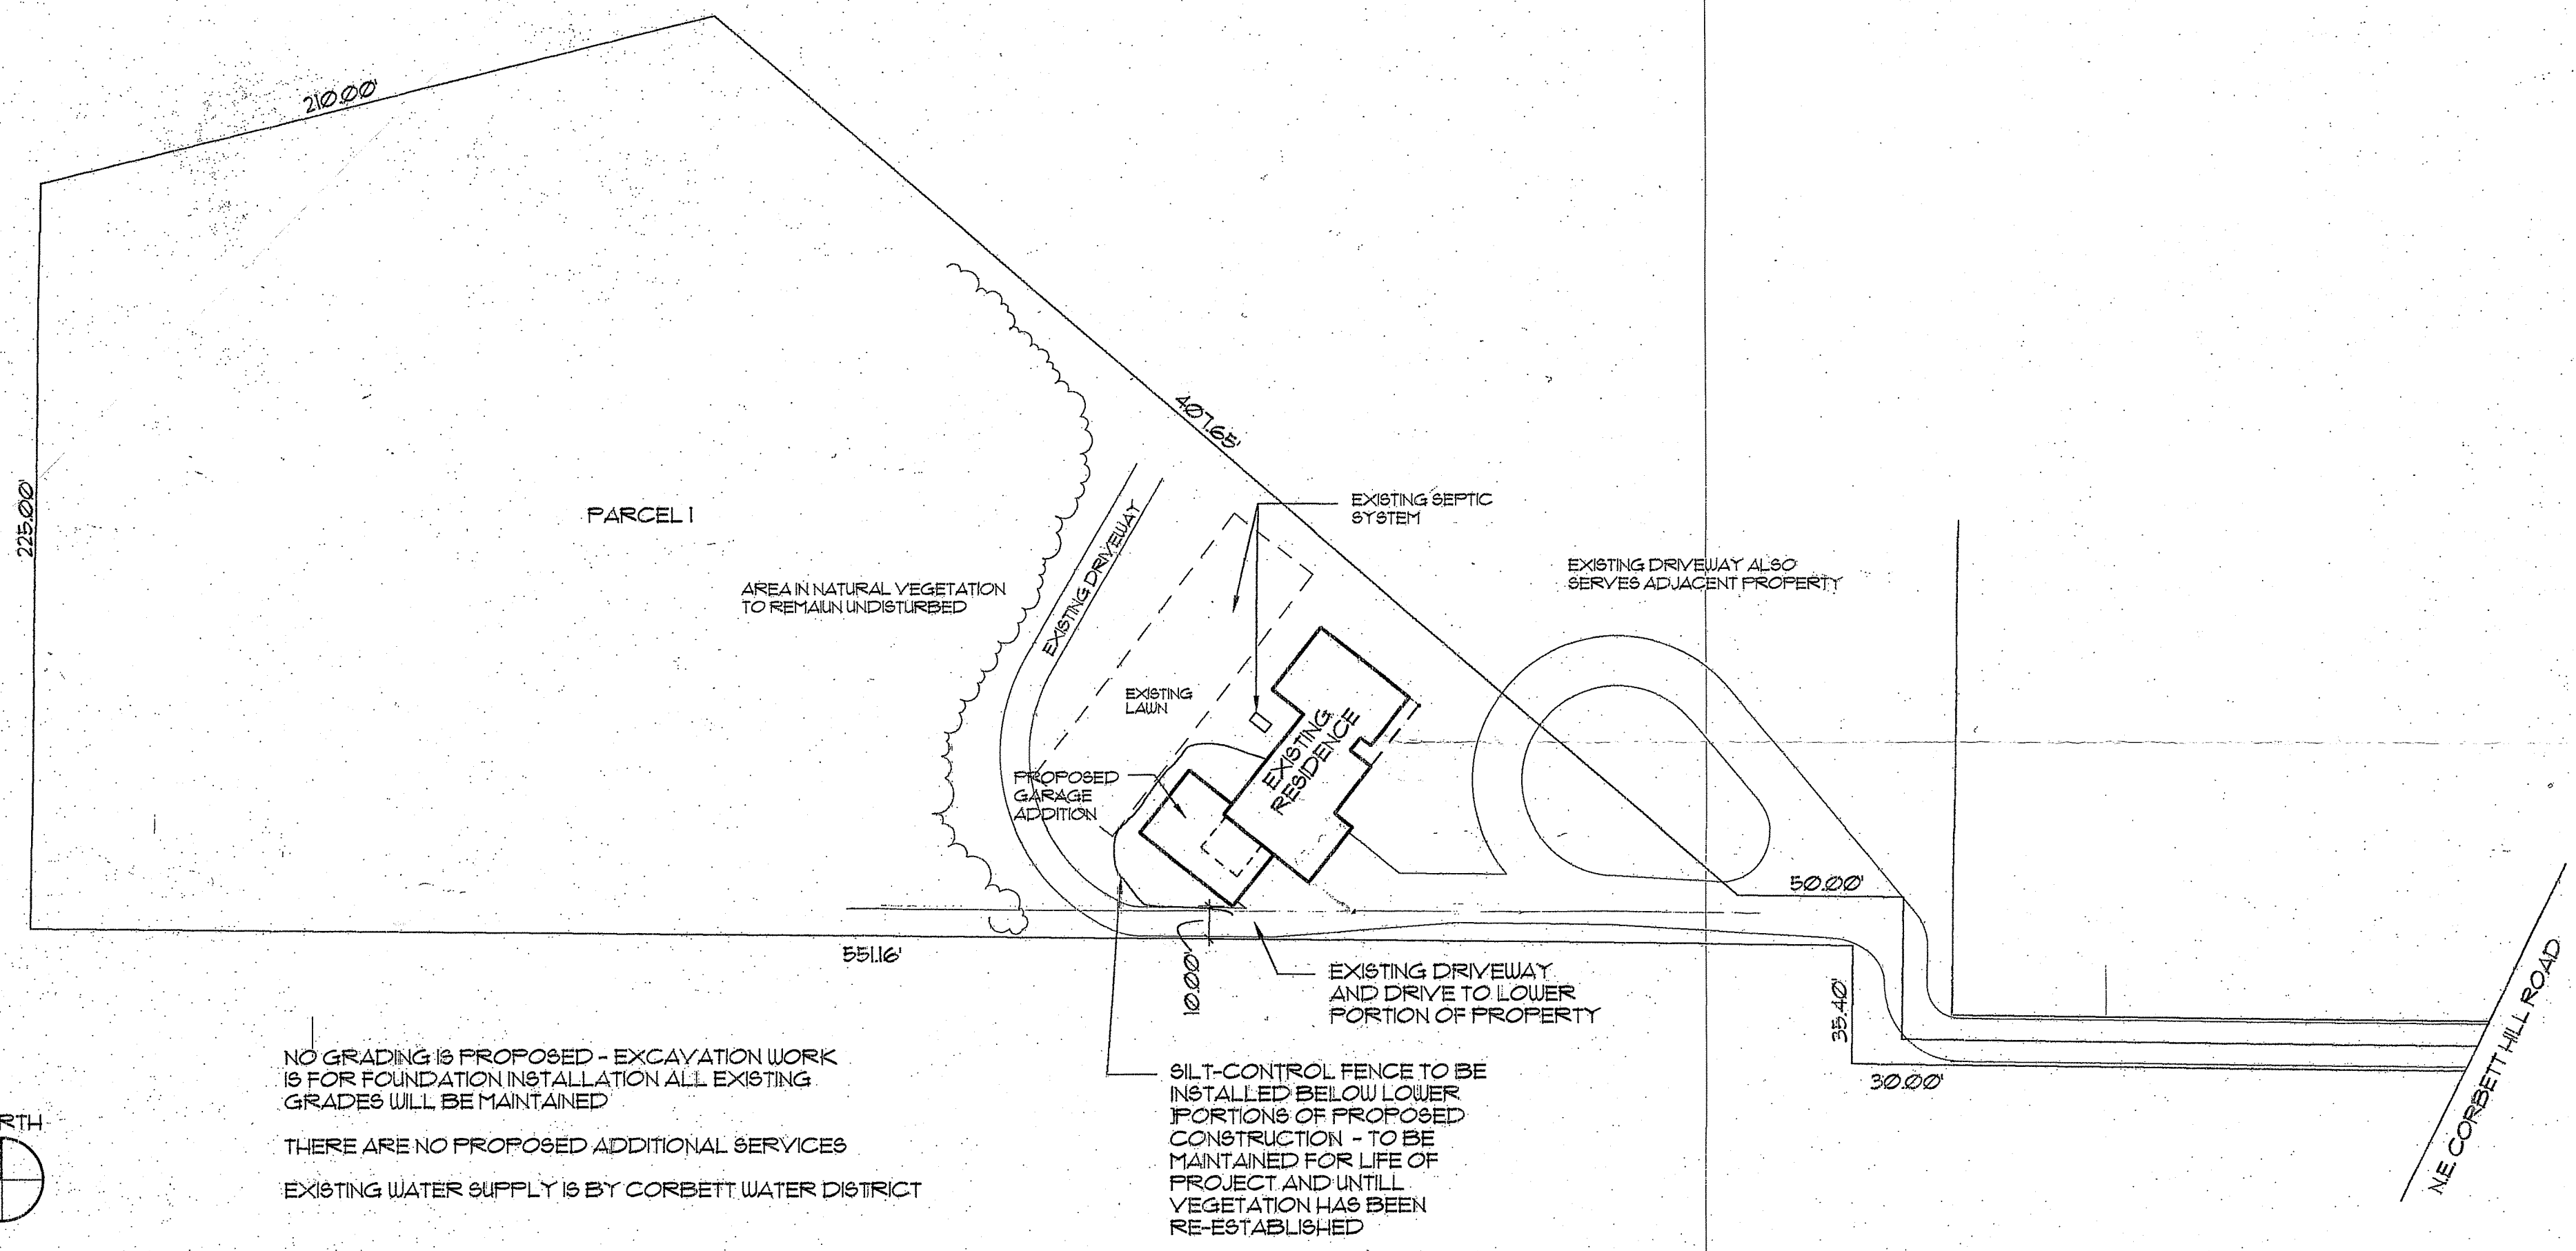 210.00'
407.65'
225.00'
PARCEL 1
AREA IN NATURAL VEGETATION
TO REMAIUN UNDISTURBED
EXISTING DRIVEWAY
EXISTING SEPTIC
SYSTEM
EXISTING DRIVEWAY ALSO
SERVES ADJACENT PROPERTY
EXISTING
LAWN
EXISTING
RESIDENCE
PROPOSED
GARAGE
ADDITION
50.00'
551.16'
10.00'
EXISTING DRIVEWAY
AND DRIVE TO LOWER
PORTION OF PROPERTY
35.40'
30.00'
N.E. CORBETT HILL ROAD
NO GRADING IS PROPOSED - EXCAVATION WORK
IS FOR FOUNDATION INSTALLATION ALL EXISTING
GRADES WILL BE MAINTAINED
THERE ARE NO PROPOSED ADDITIONAL SERVICES
EXISTING WATER SUPPLY IS BY CORBETT WATER DISTRICT
SILT-CONTROL FENCE TO BE
INSTALLED BELOW LOWER
PORTIONS OF PROPOSED
CONSTRUCTION - TO BE
MAINTAINED FOR LIFE OF
PROJECT AND UNTILL
VEGETATION HAS BEEN
RE-ESTABLISHED
RTH